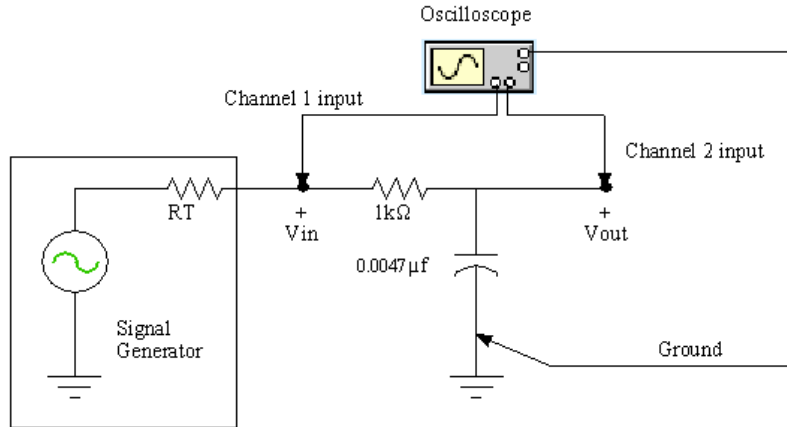 Oscilloscope
Channel 1 input
Channel 2 input
RT
+
Vin
1kΩ
+
Vout
0.0047µf
Signal
Generator
Ground